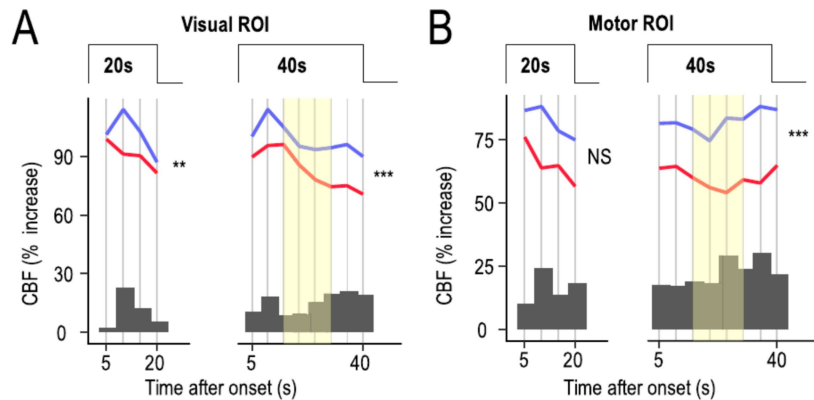 A
Visual ROI
20s
40s
CBF (% increase)
90
60
30
0
**
***
5
20
5
40
Time after onset (s)
B
Motor ROI
20s
40s
CBF (% increase)
75
50
25
0
NS
***
5
20
5
40
Time after onset (s)